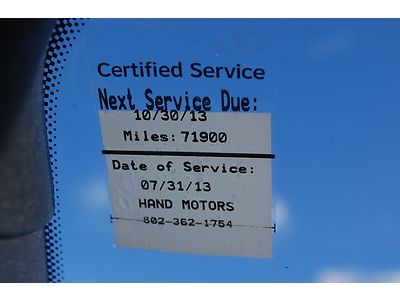 Certified Service
Next Service Due:
10/30/13
Miles: 71900
Date of Service:
07/31/13
HAND MOTORS
802-362-1754